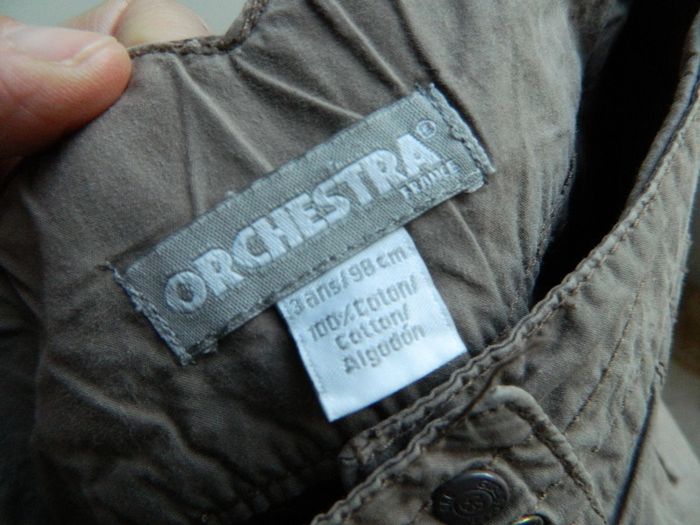 ORCHESTRA®
FRANCE
3 ans/98 cm
100% Coton/
Cotton/
Algodón